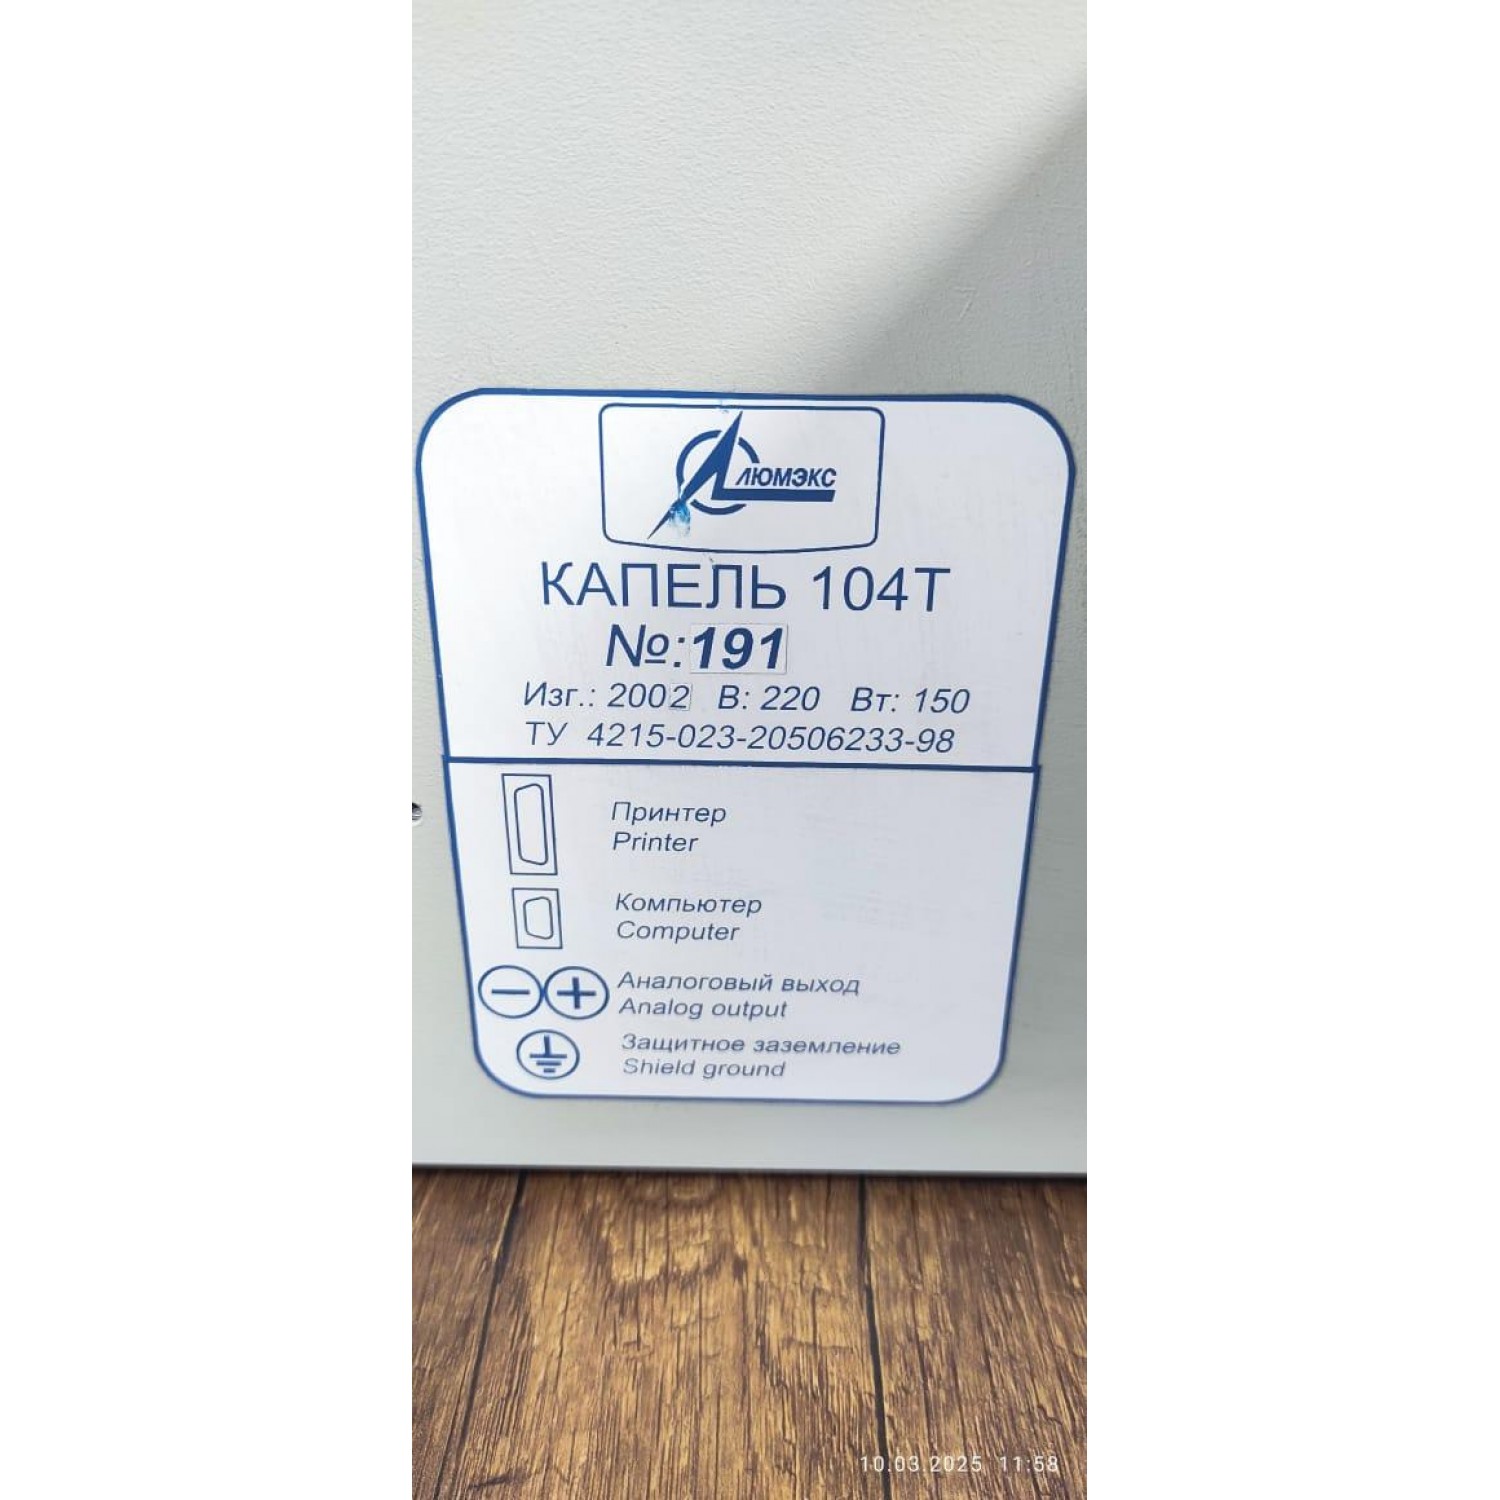 ЛЮМЭКС
КАПЕЛЬ 104Т
№:191
Изг.: 2002 В: 220 Вт: 150
ТУ 4215-023-20506233-98
Принтер
Printer
Компьютер
Computer
Аналоговый выход
Analog output
Защитное заземление
Shield ground
10.03.2025 11:58